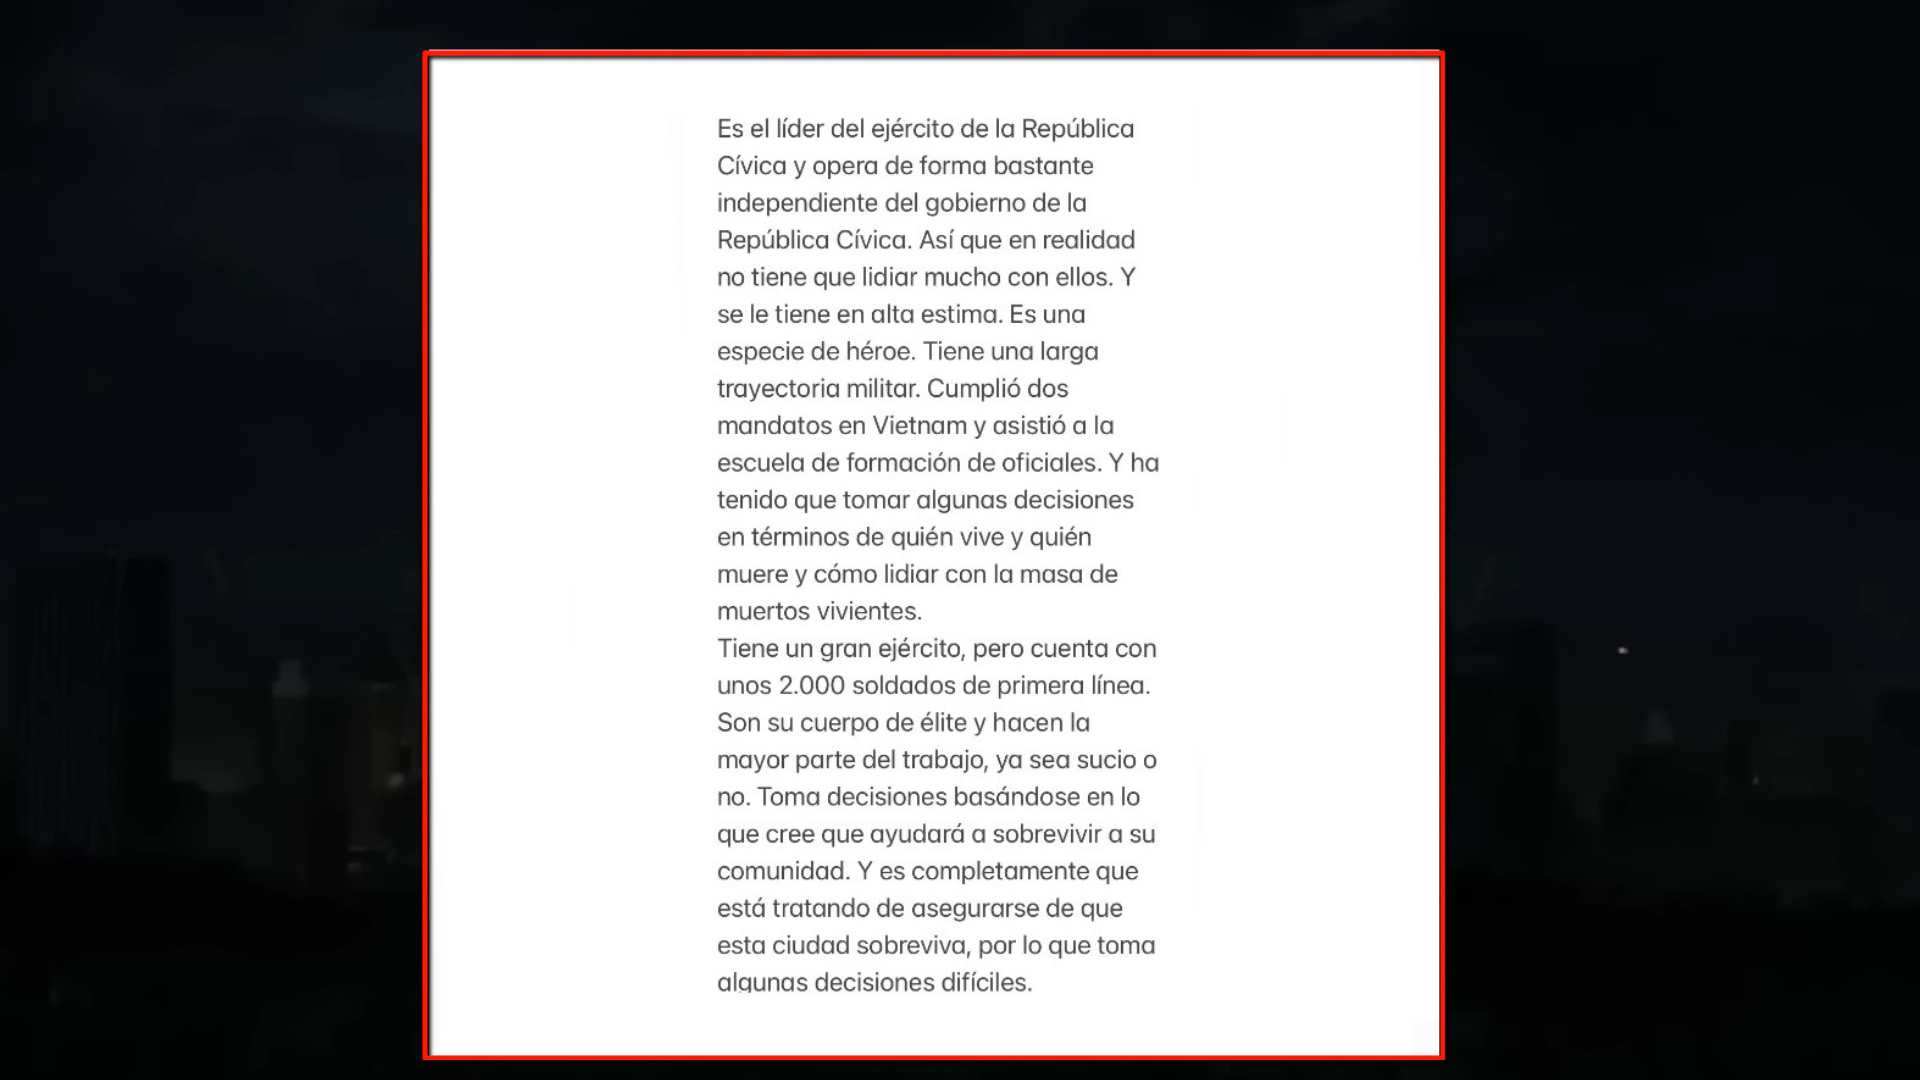 Es el líder del ejército de la República
Cívica y opera de forma bastante
independiente del gobierno de la
República Cívica. Así que en realidad
no tiene que lidiar mucho con ellos. Y
se le tiene en alta estima. Es una
especie de héroe. Tiene una larga
trayectoria militar. Cumplió dos
mandatos en Vietnam y asistió a la
escuela de formación de oficiales. Y ha
tenido que tomar algunas decisiones
en términos de quién vive y quién
muere y cómo lidiar con la masa de
muertos vivientes.
Tiene un gran ejército, pero cuenta con
unos 2.000 soldados de primera línea.
Son su cuerpo de élite y hacen la
mayor parte del trabajo, ya sea sucio o
no. Toma decisiones basándose en lo
que cree que ayudará a sobrevivir a su
comunidad. Y es completamente que
está tratando de asegurarse de que
esta ciudad sobreviva, por lo que toma
algunas decisiones difíciles.